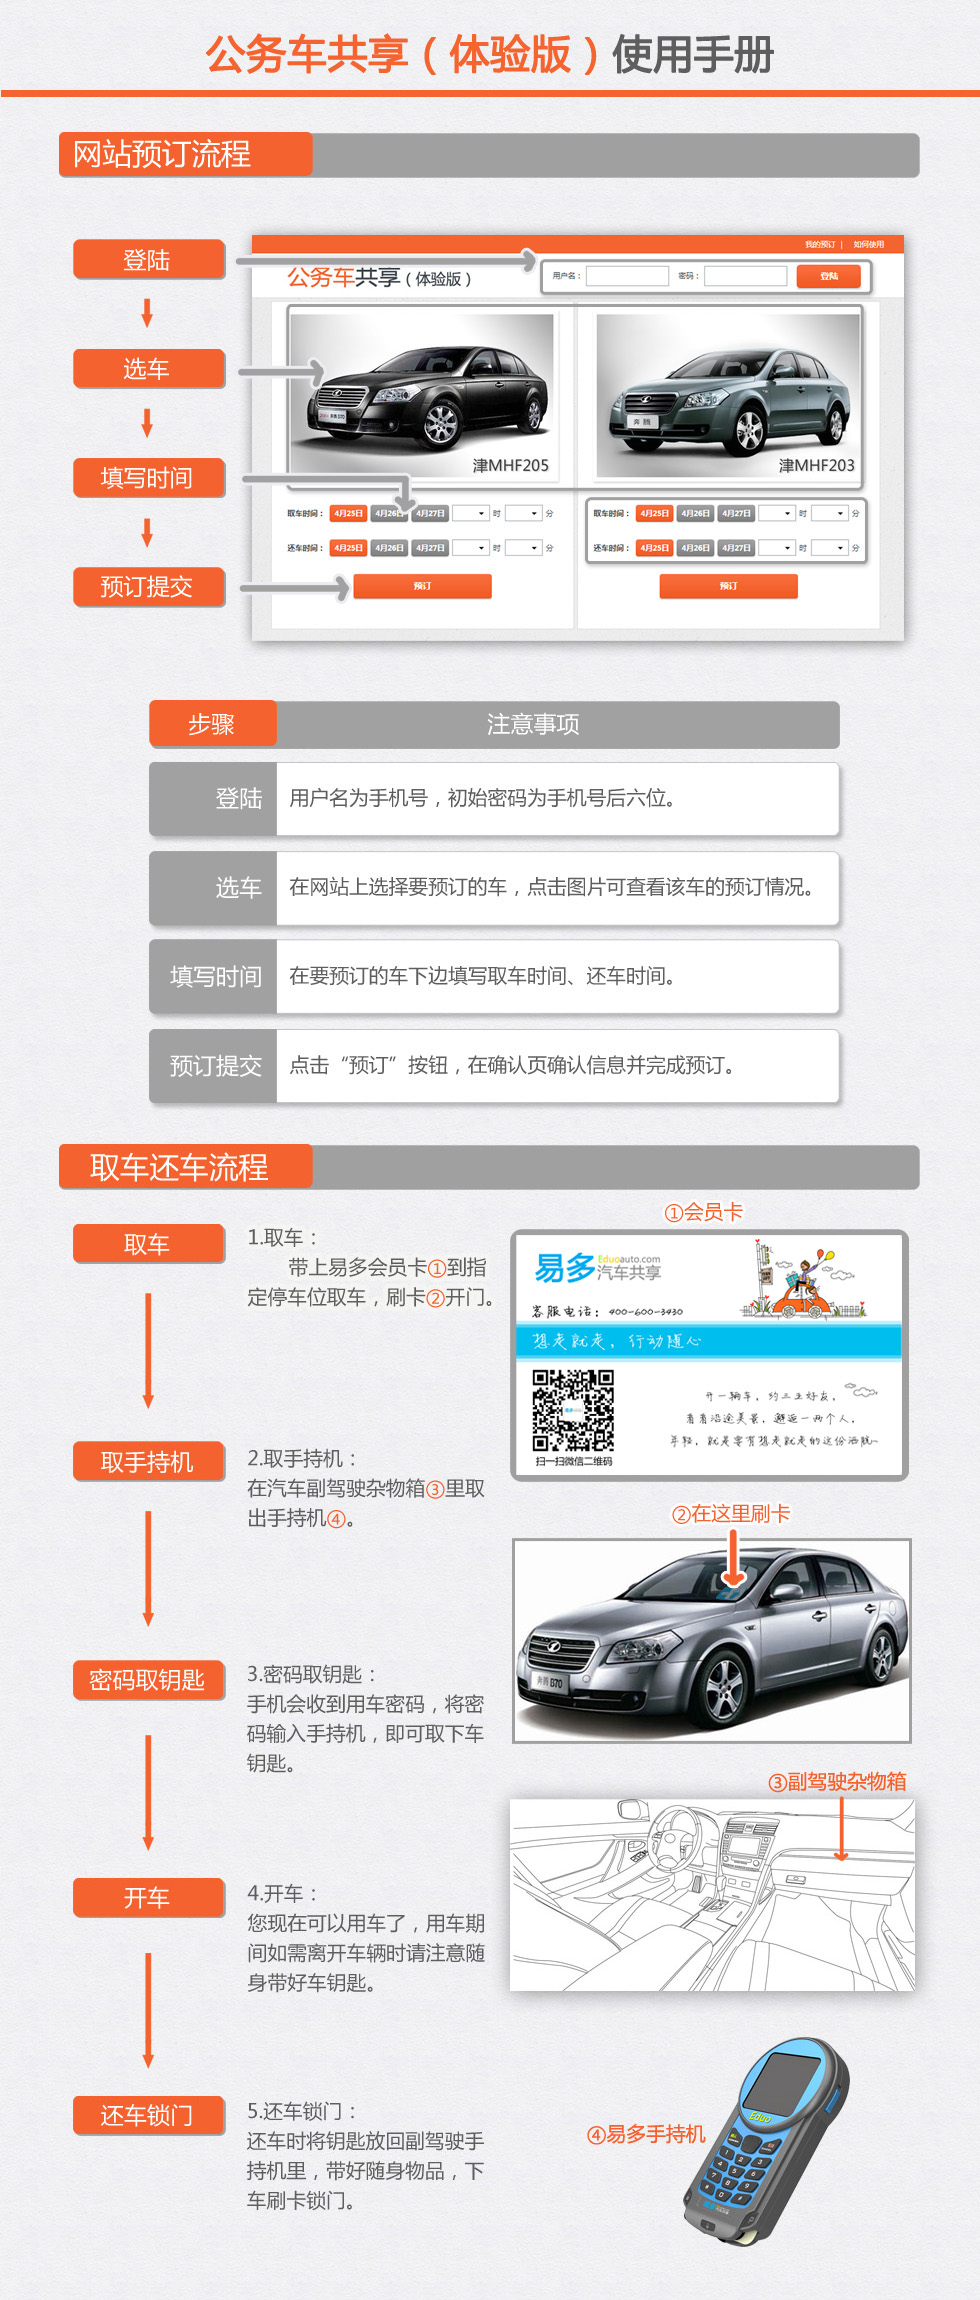 公务车共享（体验版）使用手册
网站预订流程
登陆
选车
填写时间
预订提交
我的预订 | 如何使用
公务车共享（体验版）
用户名：
密码：
登陆
奔腾 B70
津MHF205
奔腾
津MHF203
取车时间： 4月25日 4月26日 4月27日 时 分
还车时间： 4月25日 4月26日 4月27日 时 分
预订
取车时间： 4月25日 4月26日 4月27日 时 分
还车时间： 4月25日 4月26日 4月27日 时 分
预订
步骤 注意事项
登陆 用户名为手机号，初始密码为手机号后六位。
选车 在网站上选择要预订的车，点击图片可查看该车的预订情况。
填写时间 在要预订的车下边填写取车时间、还车时间。
预订提交 点击“预订”按钮，在确认页确认信息并完成预订。
取车还车流程
取车
1.取车：
带上易多会员卡①到指
定停车位取车，刷卡②开门。
取手持机
2.取手持机：
在汽车副驾驶杂物箱③里取
出手持机④。
密码取钥匙
3.密码取钥匙：
手机会收到用车密码，将密
码输入手持机，即可取下车
钥匙。
开车
4.开车：
您现在可以用车了，用车期
间如需离开车辆时请注意随
身带好车钥匙。
还车锁门
5.还车锁门：
还车时将钥匙放回副驾驶手
持机里，带好随身物品，下
车刷卡锁门。
①会员卡
易多
Eduoauto.com
汽车共享
客服电话：400-600-3430
想走就走，行动随心
开一辆车，约三五好友，
看看沿途美景，邂逅一两个人，
年轻，就是要有想走就走的这份洒脱~
扫一扫微信二维码
②在这里刷卡
奔腾 B70
③副驾驶杂物箱
④易多手持机
Eduo
1 2 3
4 5 6
7 8 9
* 0 #
易多